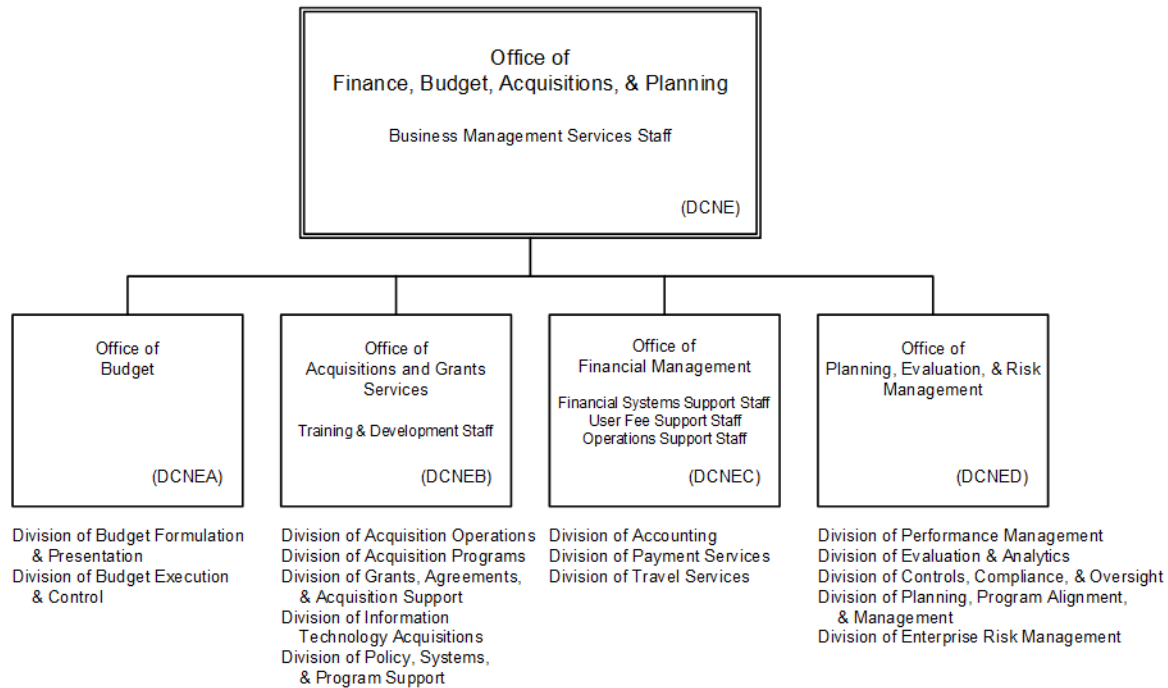 Office of
Finance, Budget, Acquisitions, & Planning
Business Management Services Staff
(DCNE)
Office of
Budget
(DCNEA)
Division of Budget Formulation
& Presentation
Division of Budget Execution
& Control
Office of
Acquisitions and Grants
Services
Training & Development Staff
(DCNEB)
Division of Acquisition Operations
Division of Acquisition Programs
Division of Grants, Agreements,
& Acquisition Support
Division of Information
Technology Acquisitions
Division of Policy, Systems,
& Program Support
Office of
Financial Management
Financial Systems Support Staff
User Fee Support Staff
Operations Support Staff
(DCNEC)
Division of Accounting
Division of Payment Services
Division of Travel Services
Office of
Planning, Evaluation, & Risk
Management
(DCNED)
Division of Performance Management
Division of Evaluation & Analytics
Division of Controls, Compliance, & Oversight
Division of Planning, Program Alignment,
& Management
Division of Enterprise Risk Management